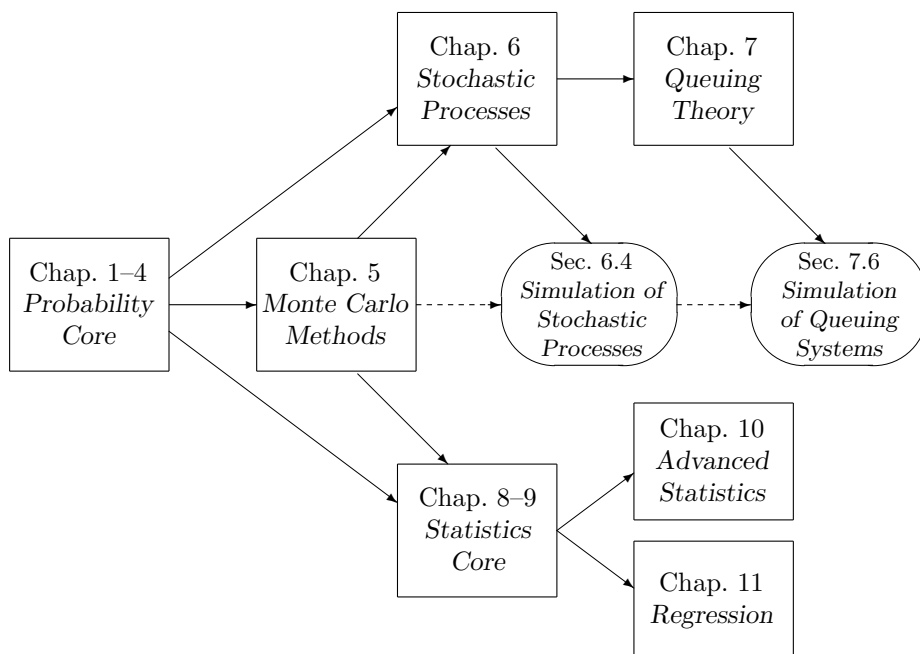 Chap. 6
Stochastic
Processes
Chap. 7
Queuing
Theory
Chap. 1–4
Probability
Core
Chap. 5
Monte Carlo
Methods
Sec. 6.4
Simulation of
Stochastic
Processes
Sec. 7.6
Simulation
of Queuing
Systems
Chap. 8–9
Statistics
Core
Chap. 10
Advanced
Statistics
Chap. 11
Regression